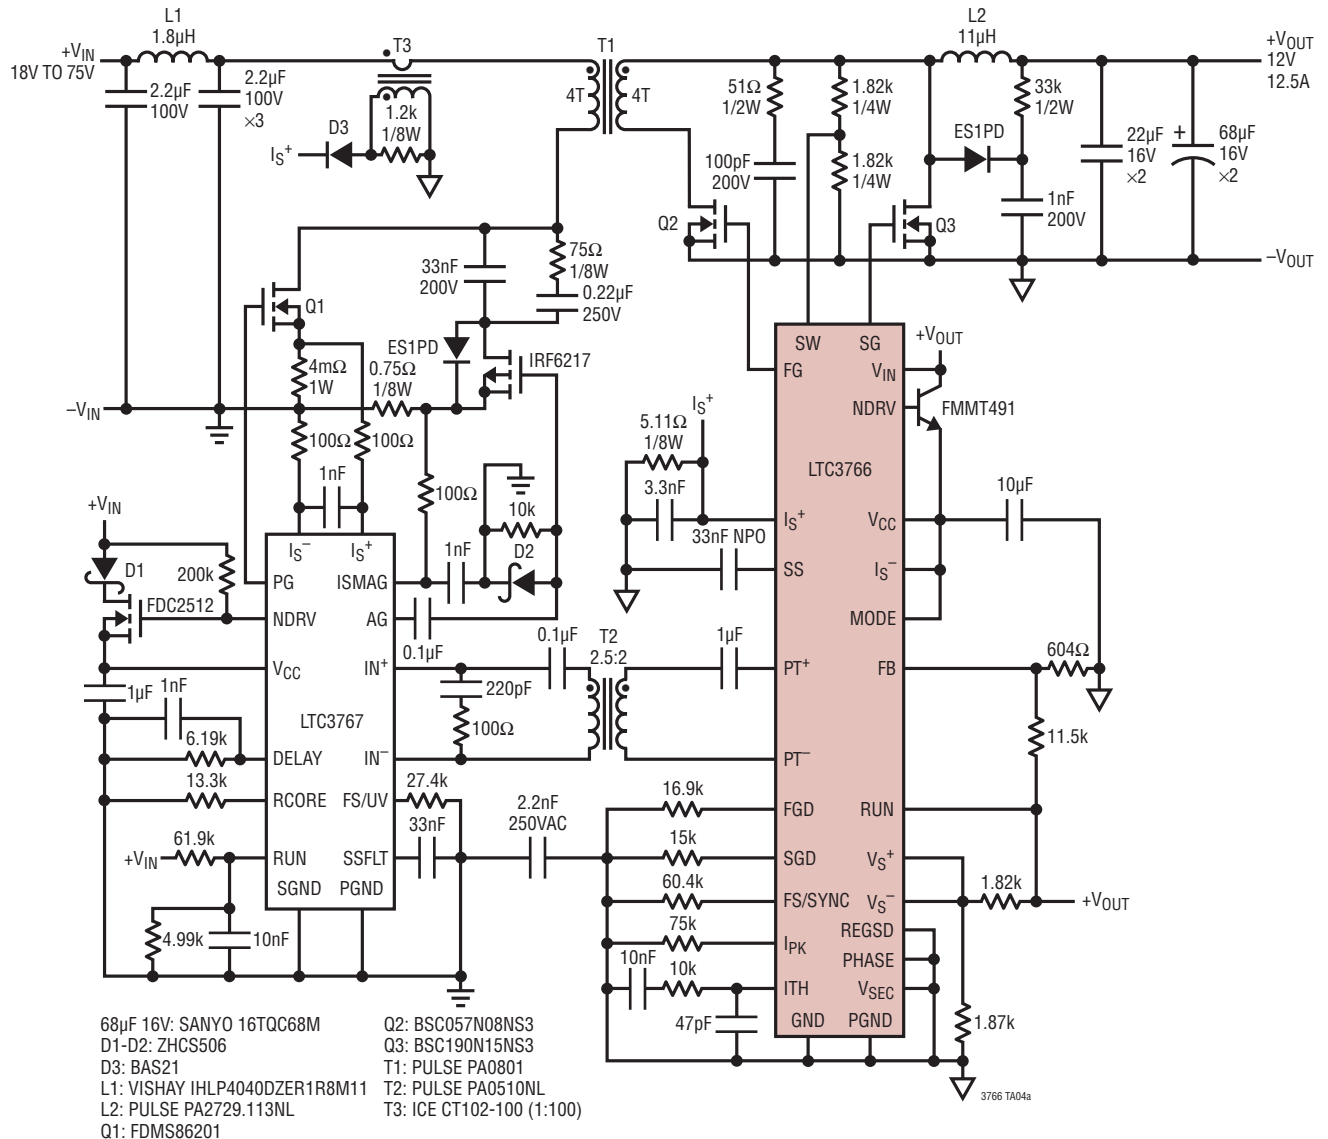 L1
1.8µH
+VIN
18V TO 75V
2.2µF
100V
2.2µF
100V
×3
T3
1.2k
1/8W
D3
IS+
T1
4T
4T
51Ω
1/2W
1.82k
1/4W
1.82k
1/4W
100pF
200V
L2
11µH
33k
1/2W
ES1PD
1nF
200V
22µF
16V
×2
+
68µF
16V
×2
+VOUT
12V
12.5A
–VOUT
Q2
Q3
33nF
200V
75Ω
1/8W
0.22µF
250V
Q1
ES1PD
IRF6217
4mΩ
1W
0.75Ω
1/8W
–VIN
100Ω
100Ω
1nF
100Ω
10k
D2
1nF
+VIN
D1
200k
FDC2512
IS–
IS+
PG
ISMAG
NDRV
AG
0.1µF
VCC
IN+
LTC3767
DELAY
IN–
RCORE
FS/UV
RUN
SSFLT
SGND
PGND
1µF
1nF
6.19k
13.3k
61.9k
+VIN
4.99k
10nF
27.4k
33nF
220pF
100Ω
0.1µF
T2
2.5:2
1µF
2.2nF
250VAC
IS+
5.11Ω
1/8W
3.3nF
33nF NPO
16.9k
15k
60.4k
75k
10nF
10k
47pF
SW
SG
FG
VIN
NDRV
LTC3766
IS+
VCC
SS
IS–
MODE
PT+
FB
PT–
FGD
RUN
SGD
VS+
FS/SYNC
VS–
REGSD
IPK
PHASE
ITH
VSEC
GND
PGND
+VOUT
FMMT491
10µF
604Ω
11.5k
1.82k
+VOUT
1.87k
68µF 16V: SANYO 16TQC68M
D1-D2: ZHCS506
D3: BAS21
L1: VISHAY IHLP4040DZER1R8M11
L2: PULSE PA2729.113NL
Q1: FDMS86201
Q2: BSC057N08NS3
Q3: BSC190N15NS3
T1: PULSE PA0801
T2: PULSE PA0510NL
T3: ICE CT102-100 (1:100)
3766 TA04a